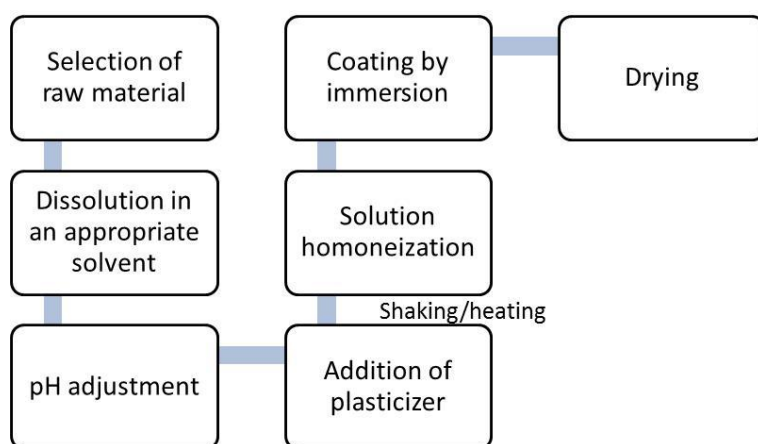 Selection of
raw material
Dissolution in
an appropriate
solvent
pH adjustment
Addition of
plasticizer
Shaking/heating
Solution
homoneization
Coating by
immersion
Drying